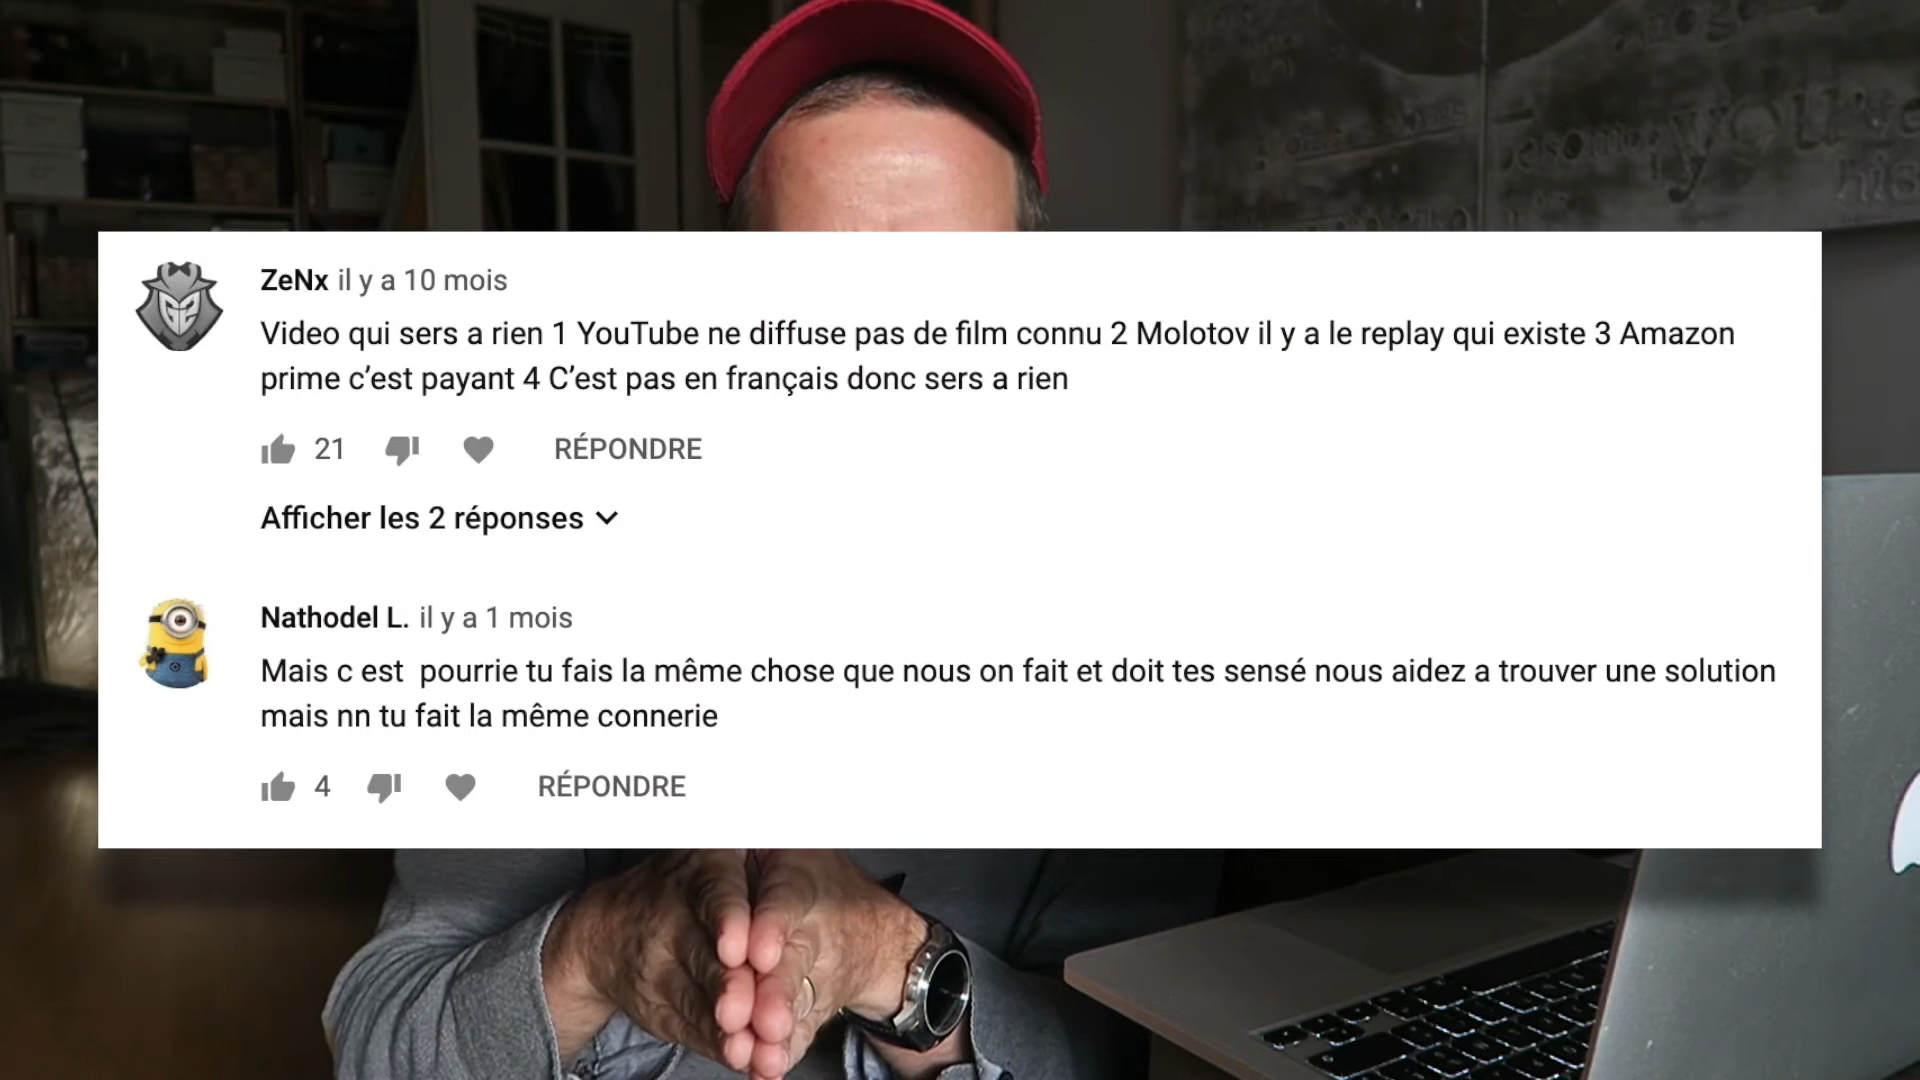 ZeNx il y a 10 mois
Video qui sers a rien 1 YouTube ne diffuse pas de film connu 2 Molotov il y a le replay qui existe 3 Amazon
prime c’est payant 4 C’est pas en français donc sers a rien
21 RÉPONDRE
Afficher les 2 réponses
Nathodel L. il y a 1 mois
Mais c est  pourrie tu fais la même chose que nous on fait et doit tes sensé nous aidez a trouver une solution
mais nn tu fait la même connerie
4 RÉPONDRE
you